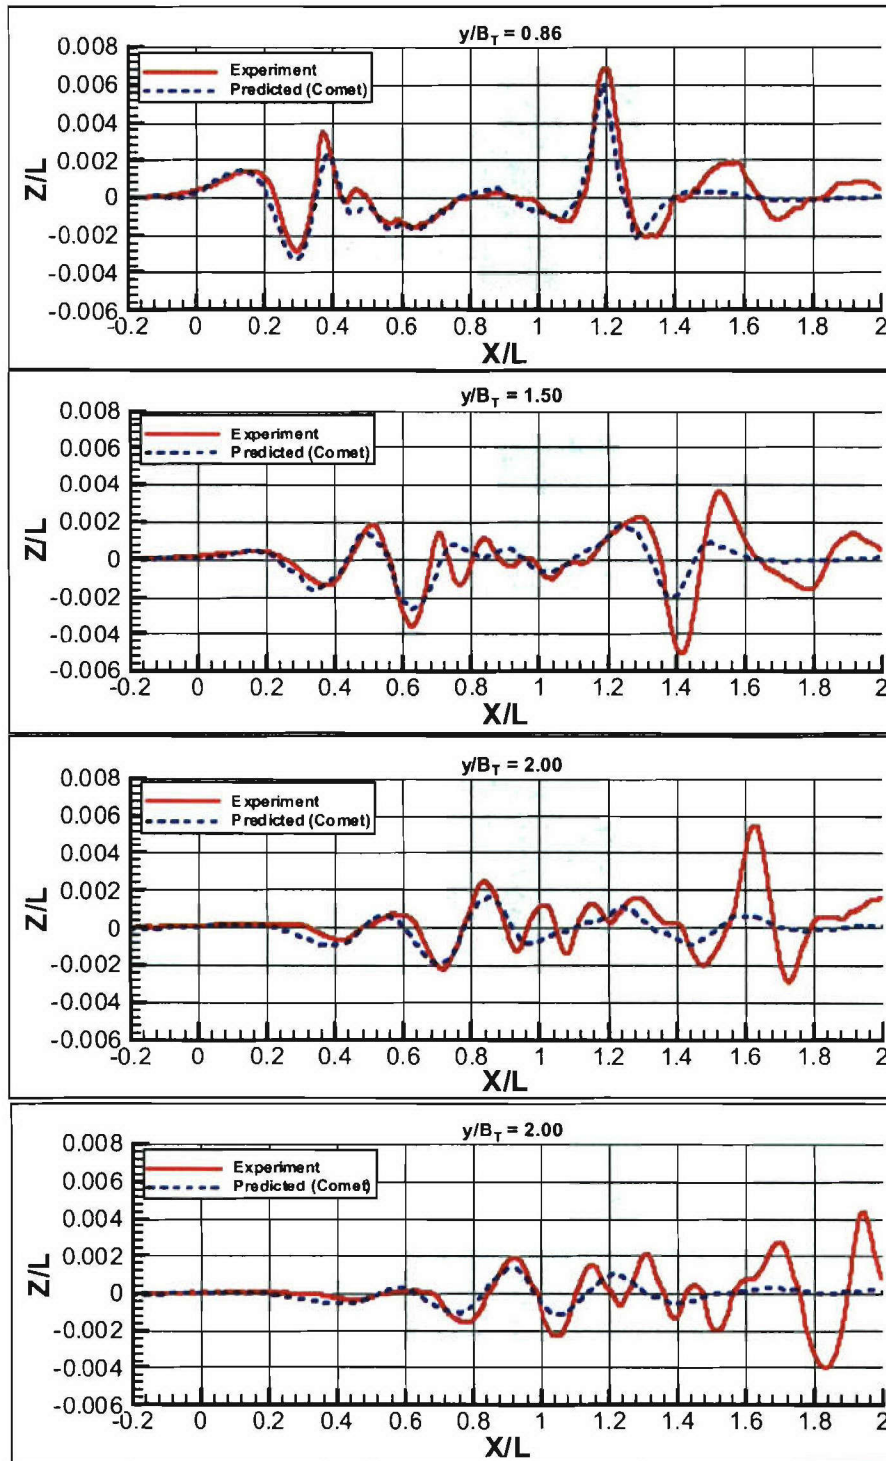 y/B_T = 0.86
0.008
0.006
0.004
0.002
0
-0.002
-0.004
-0.006
Z/L
Experiment
Predicted (Comet)
-0.2 0 0.2 0.4 0.6 0.8 1 1.2 1.4 1.6 1.8 2
X/L
y/B_T = 1.50
0.008
0.006
0.004
0.002
0
-0.002
-0.004
-0.006
Z/L
Experiment
Predicted (Comet)
-0.2 0 0.2 0.4 0.6 0.8 1 1.2 1.4 1.6 1.8 2
X/L
y/B_T = 2.00
0.008
0.006
0.004
0.002
0
-0.002
-0.004
-0.006
Z/L
Experiment
Predicted (Comet)
-0.2 0 0.2 0.4 0.6 0.8 1 1.2 1.4 1.6 1.8 2
X/L
y/B_T = 2.00
0.008
0.006
0.004
0.002
0
-0.002
-0.004
-0.006
Z/L
Experiment
Predicted (Comet)
-0.2 0 0.2 0.4 0.6 0.8 1 1.2 1.4 1.6 1.8 2
X/L